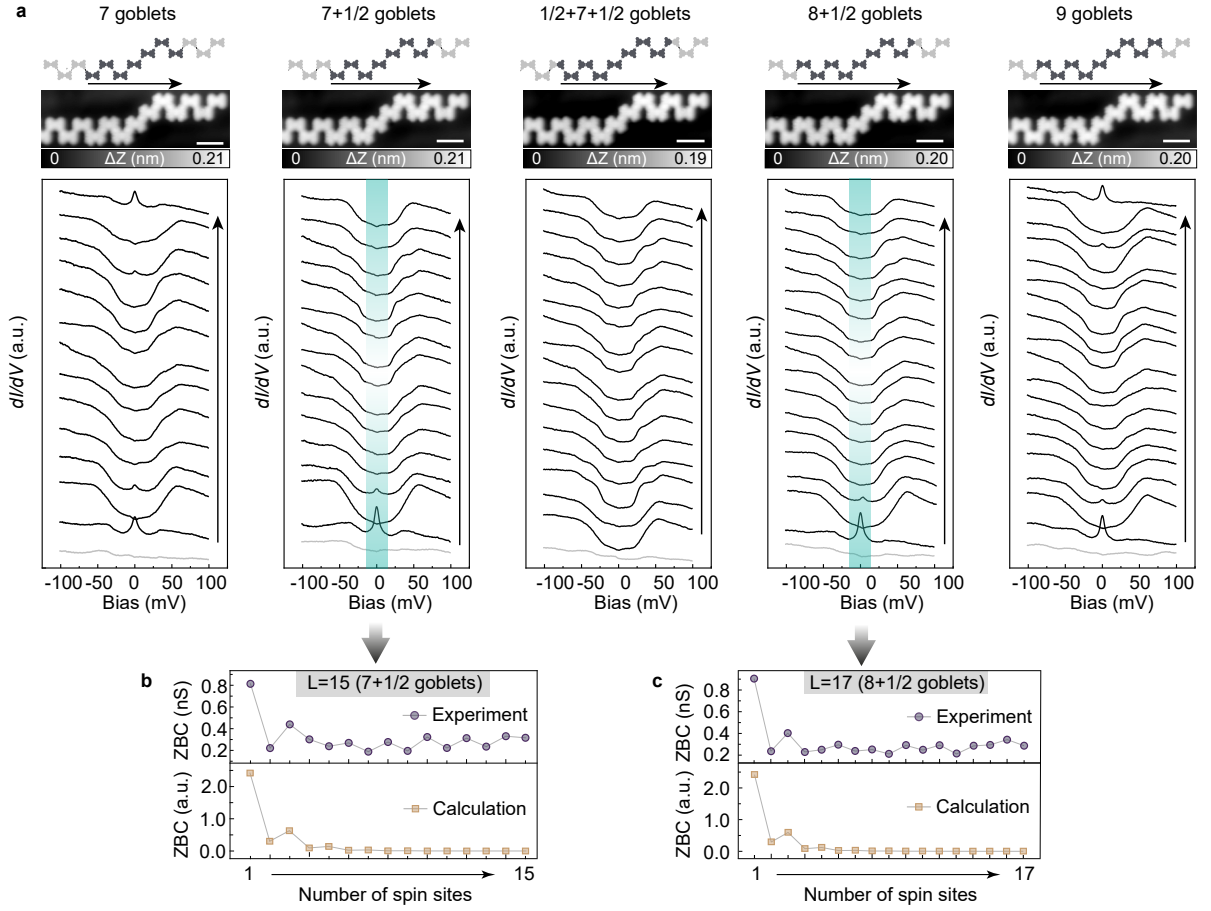 a
7 goblets
7+1/2 goblets
1/2+7+1/2 goblets
8+1/2 goblets
9 goblets
0 ΔZ (nm) 0.21
0 ΔZ (nm) 0.21
0 ΔZ (nm) 0.19
0 ΔZ (nm) 0.20
0 ΔZ (nm) 0.20
dI/dV (a.u.)
dI/dV (a.u.)
dI/dV (a.u.)
dI/dV (a.u.)
dI/dV (a.u.)
-100 -50 0 50 100
-100 -50 0 50 100
-100 -50 0 50 100
-100 -50 0 50 100
-100 -50 0 50 100
Bias (mV)
Bias (mV)
Bias (mV)
Bias (mV)
Bias (mV)
b
L=15 (7+1/2 goblets)
ZBC (nS)
0.8
0.6
0.4
0.2
Experiment
ZBC (a.u.)
2.0
1.0
0.0
Calculation
1 15
Number of spin sites
c
L=17 (8+1/2 goblets)
ZBC (nS)
0.8
0.6
0.4
0.2
Experiment
ZBC (a.u.)
2.0
1.0
0.0
Calculation
1 17
Number of spin sites